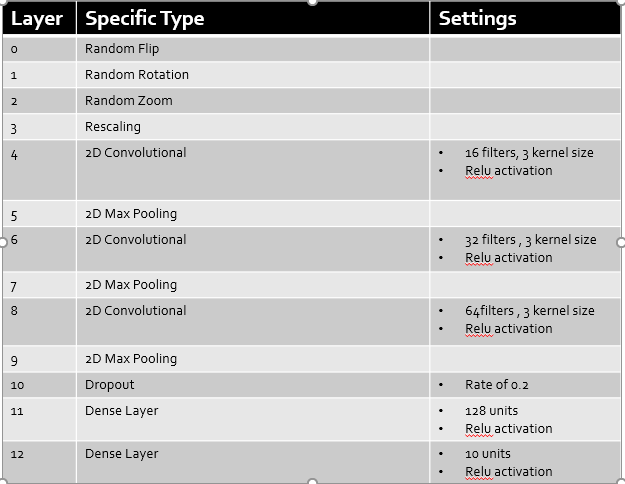 Layer Specific Type Settings
0 Random Flip
1 Random Rotation
2 Random Zoom
3 Rescaling
4 2D Convolutional • 16 filters, 3 kernel size
• Relu activation
5 2D Max Pooling
6 2D Convolutional • 32 filters , 3 kernel size
• Relu activation
7 2D Max Pooling
8 2D Convolutional • 64filters , 3 kernel size
• Relu activation
9 2D Max Pooling
10 Dropout • Rate of 0.2
11 Dense Layer • 128 units
• Relu activation
12 Dense Layer • 10 units
• Relu activation